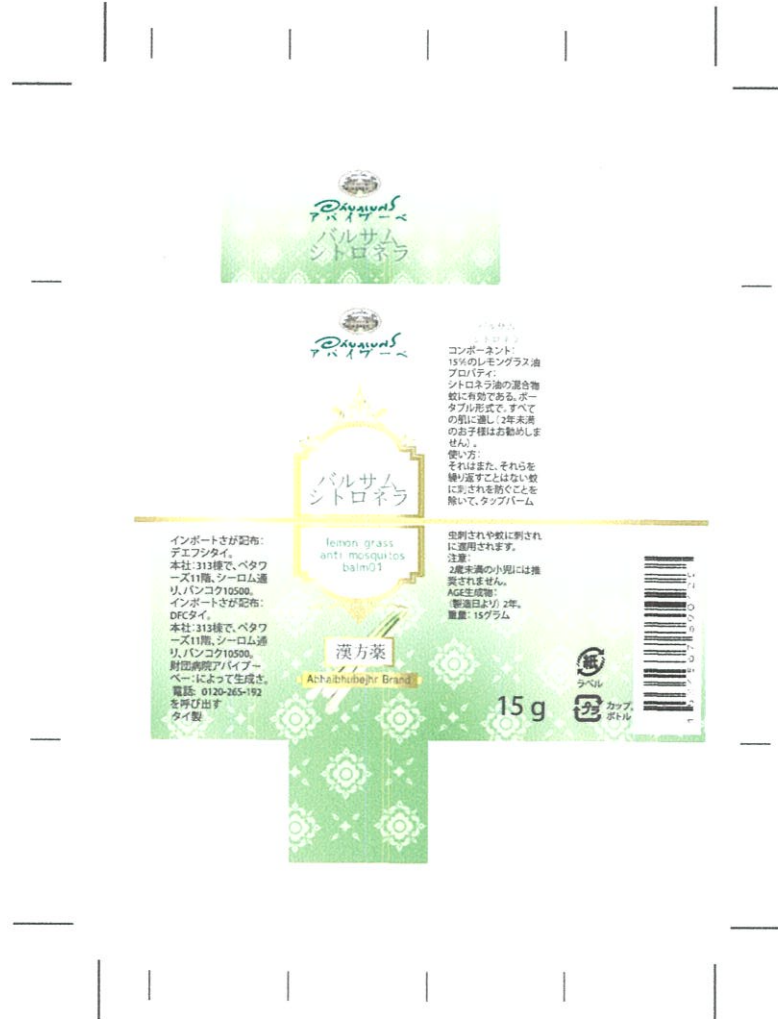 アバイブーベ
バルサム
シトロネラ
アバイブーベ
バルサム
シトロネラ
lemon grass
anti mosquitos
balm01
漢方薬
Abhaibhubejhr Brand
バルサム
シトロネラ
コンポーネント:
15%のレモングラス油
プロパティ:
シトロネラ油の混合物
蚊に有効である。ポー
タブル形式で。すべて
の肌に適し(2年未満
のお子様はお勧めしま
せん)。
使い方:
それはまた、それらを
繰り返すことはない蚊
に刺されを防ぐことを
除いて、タップバーム
虫刺されや蚊に刺され
に適用されます。
注意:
2歳未満の小児には推
奨されません。
AGE生成物:
(製造日より) 2年。
重量: 15グラム
インポートさが配布:
デエフシタイ。
本社:313棟で、ペタワ
ーズ11階、シーロム通
り、バンコク10500。
インポートさが配布:
DFCタイ。
本社:313棟で、ペタワ
ーズ11階、シーロム通
り、バンコク10500。
財団病院アバイブー
ベー:によって生成さ。
電話: 0120-265-192
を呼び出す
タイ製
15 g
紙
ラベル
プラ
カップ,
ボトル